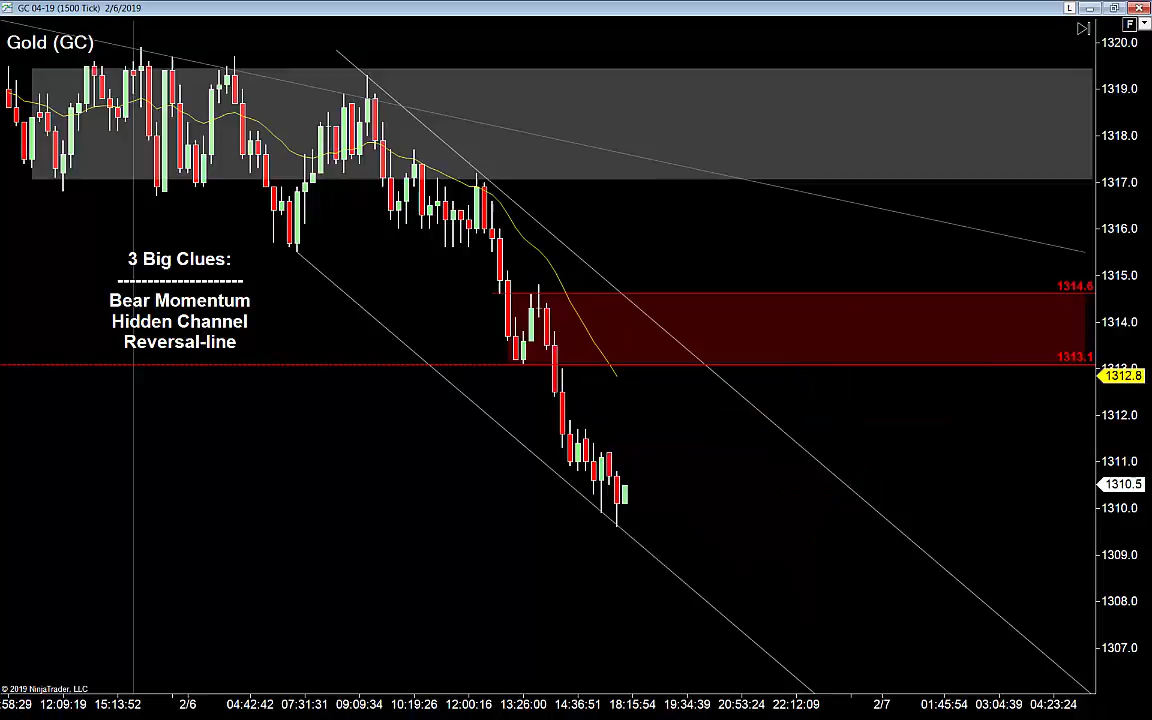 GC 04-19 (1500 Tick) 2/6/2019
L
F
Gold (GC)
1320.0
1319.0
1318.0
1317.0
1316.0
1315.0
1314.6
1314.0
1313.1
1312.8
1312.0
1311.0
1310.5
1310.0
1309.0
1308.0
1307.0
3 Big Clues:
---------------------
Bear Momentum
Hidden Channel
Reversal-line
© 2019 NinjaTrader, LLC
:58:29 12:09:19 15:13:52 2/6 04:42:42 07:31:31 09:09:34 10:19:26 12:00:16 13:26:00 14:36:51 18:15:54 19:34:39 20:53:24 22:12:09 2/7 01:45:54 03:04:39 04:23:24